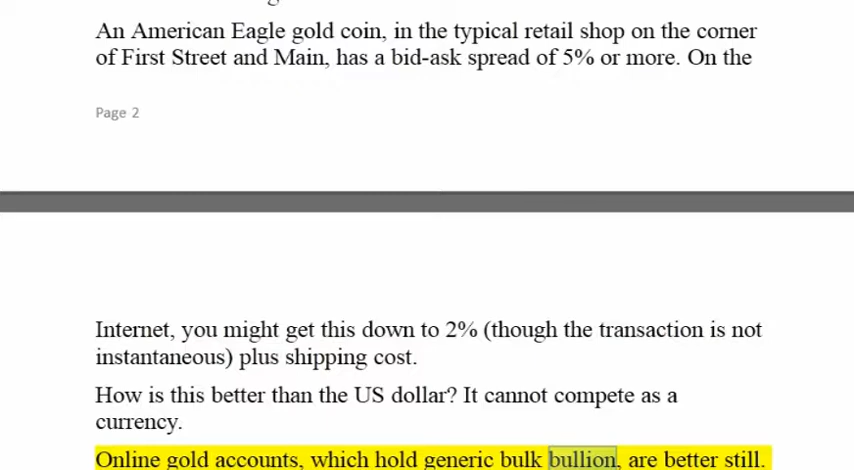 An American Eagle gold coin, in the typical retail shop on the corner
of First Street and Main, has a bid-ask spread of 5% or more. On the
Page 2
Internet, you might get this down to 2% (though the transaction is not
instantaneous) plus shipping cost.
How is this better than the US dollar? It cannot compete as a
currency.
Online gold accounts, which hold generic bulk bullion, are better still.